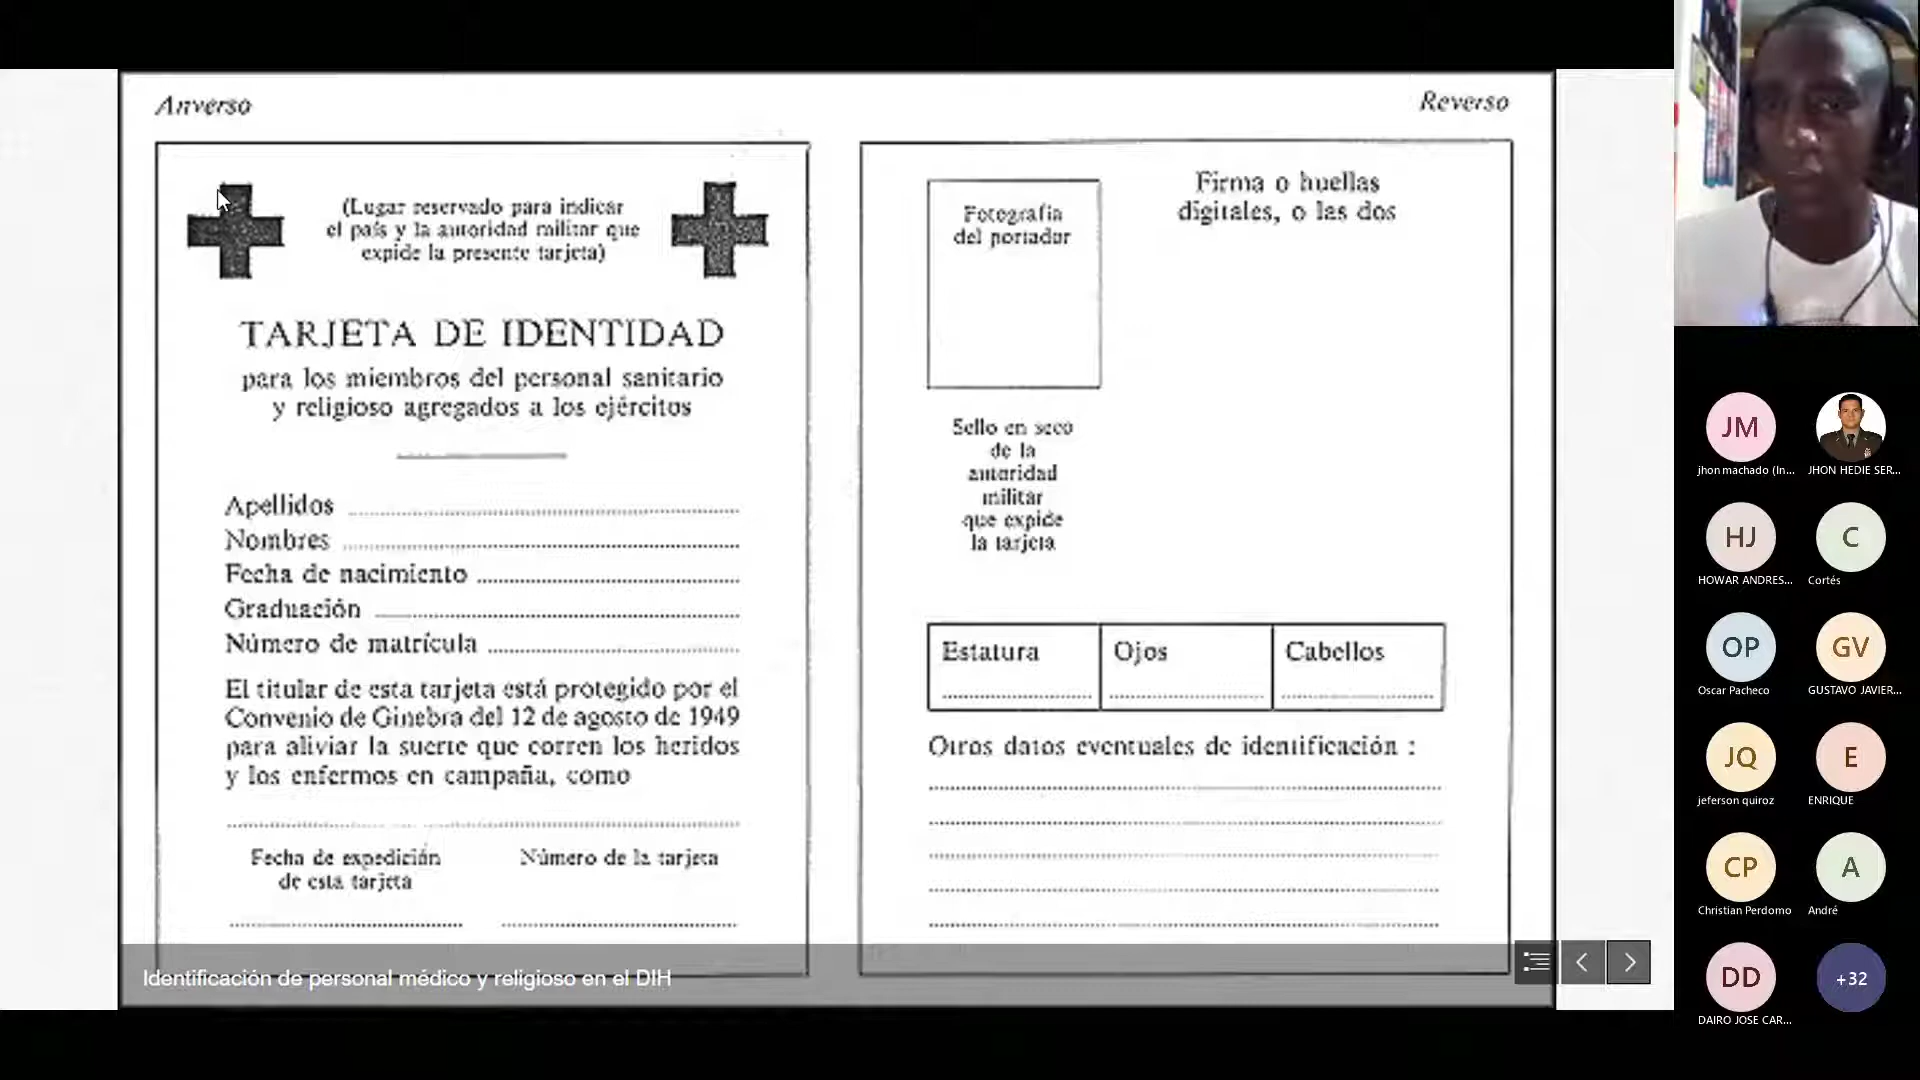 Anverso
(Lugar reservado para indicar
el país y la autoridad militar que
expide la presente tarjeta)
TARJETA DE IDENTIDAD
para los miembros del personal sanitario
y religioso agregados a los ejércitos
Apellidos
Nombres
Fecha de nacimiento
Graduación
Número de matrícula
El titular de esta tarjeta está protegido por el
Convenio de Ginebra del 12 de agosto de 1949
para aliviar la suerte que corren los heridos
y los enfermos en campaña, como
Fecha de expedición
de esta tarjeta
Número de la tarjeta
Reverso
Fotografía
del portador
Firma o huellas
digitales, o las dos
Sello en seco
de la
autoridad
militar
que expide
la tarjeta
Estatura
Ojos
Cabellos
Otros datos eventuales de identificación :
Identificación de personal médico y religioso en el DIH
JM
jhon machado (In...
JHON HEDIE SER...
HJ
HOWAR ANDRES...
C
Cortés
OP
Oscar Pacheco
GV
GUSTAVO JAVIER...
JQ
jeferson quiroz
E
ENRIQUE
CP
Christian Perdomo
A
André
DD
DAIRO JOSE CAR...
+32